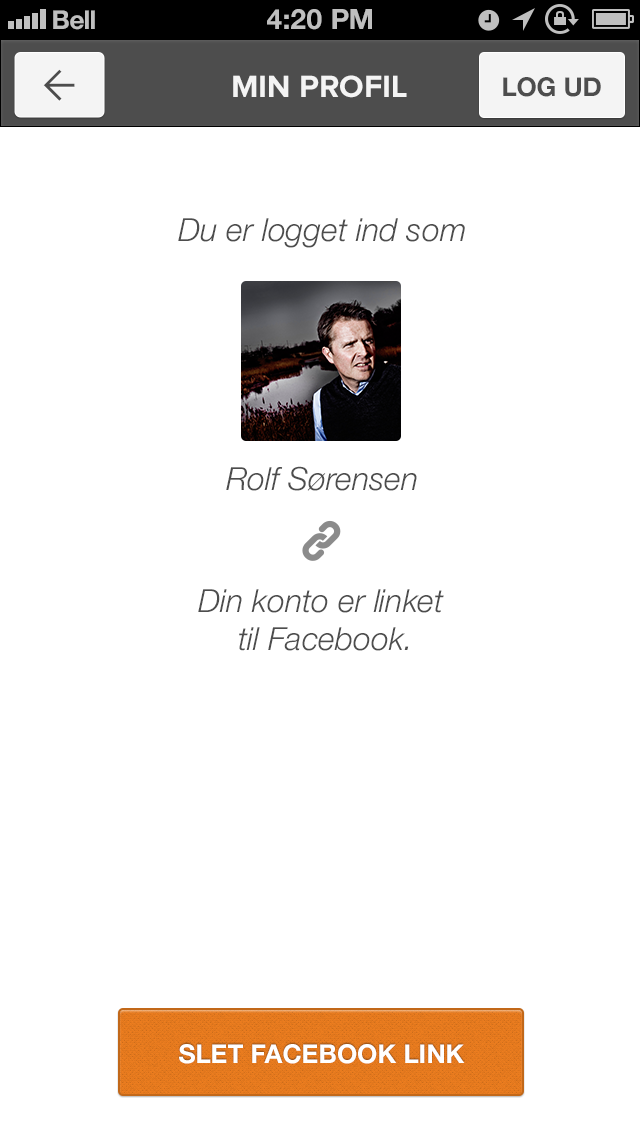 Bell 4:20 PM
MIN PROFIL LOG UD
Du er logget ind som
Rolf Sørensen
Din konto er linket
til Facebook.
SLET FACEBOOK LINK